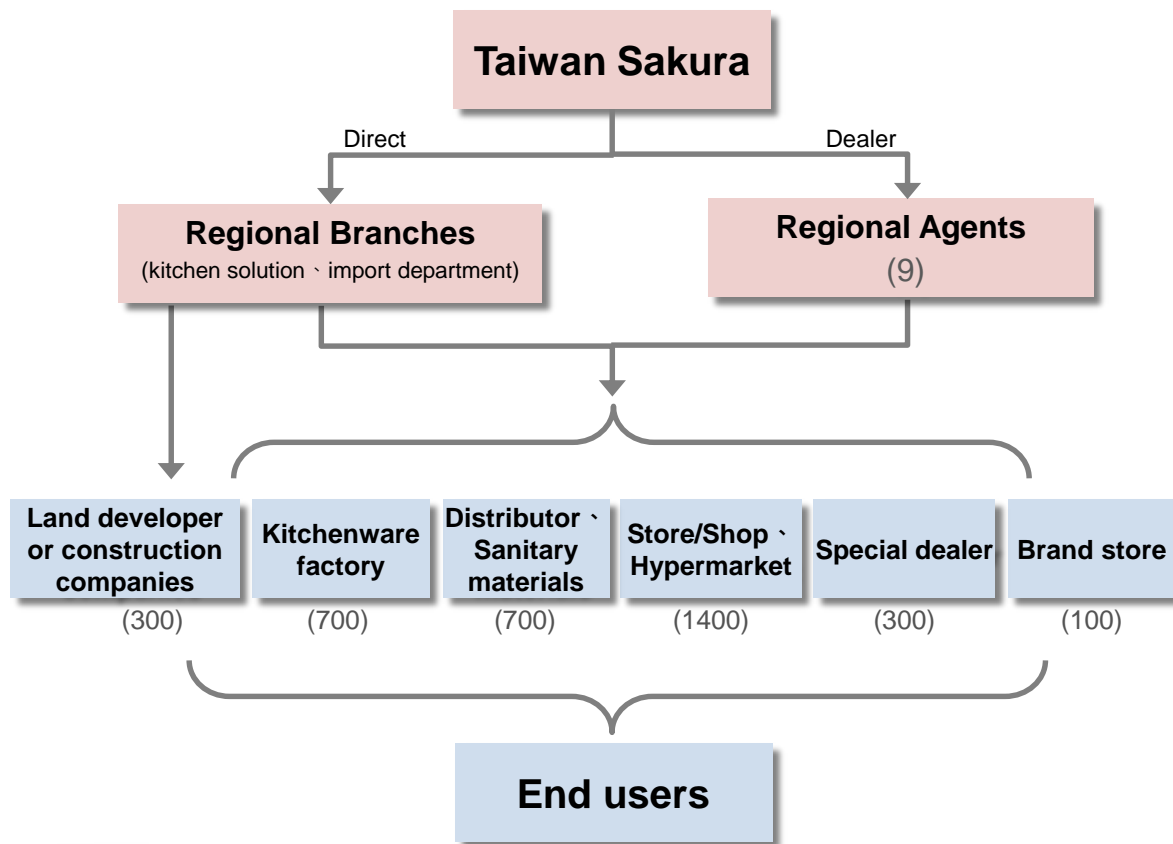 Taiwan Sakura
Direct
Dealer
Regional Branches
(kitchen solution、import department)
Regional Agents
(9)
Land developer
or construction
companies
(300)
Kitchenware
factory
(700)
Distributor、
Sanitary
materials
(700)
Store/Shop、
Hypermarket
(1400)
Special dealer
(300)
Brand store
(100)
End users